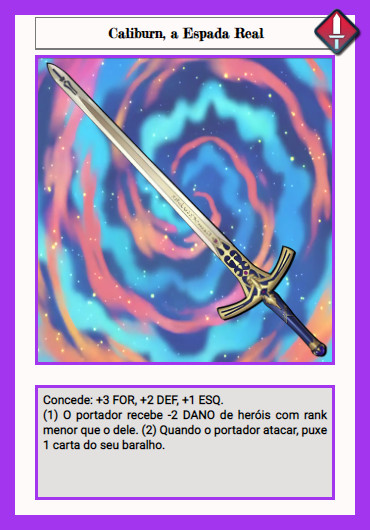 Caliburn, a Espada Real
Concede: +3 FOR, +2 DEF, +1 ESQ.
(1) O portador recebe -2 DANO de heróis com rank
menor que o dele. (2) Quando o portador atacar, puxe
1 carta do seu baralho.